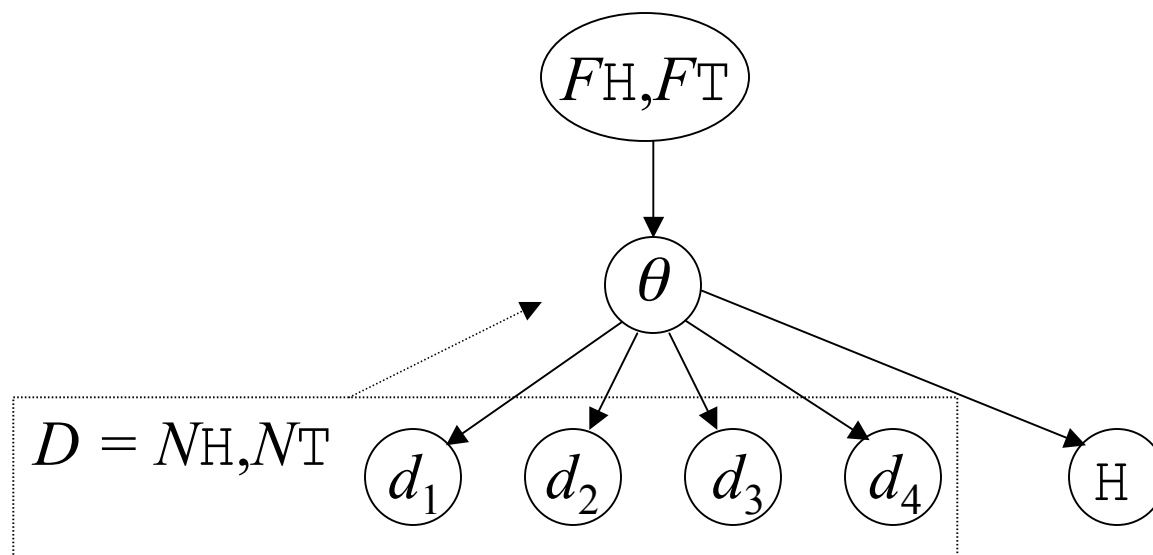 FH,FT
θ
D = NH,NT
d₁ d₂ d₃ d₄ H